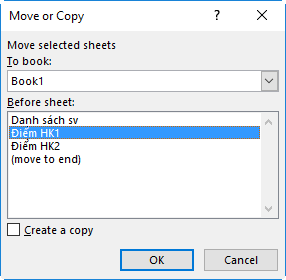 Move or Copy
Move selected sheets
To book:
Book1
Before sheet:
Danh sách sv
Điểm HK1
Điểm HK2
(move to end)
Create a copy
OK Cancel